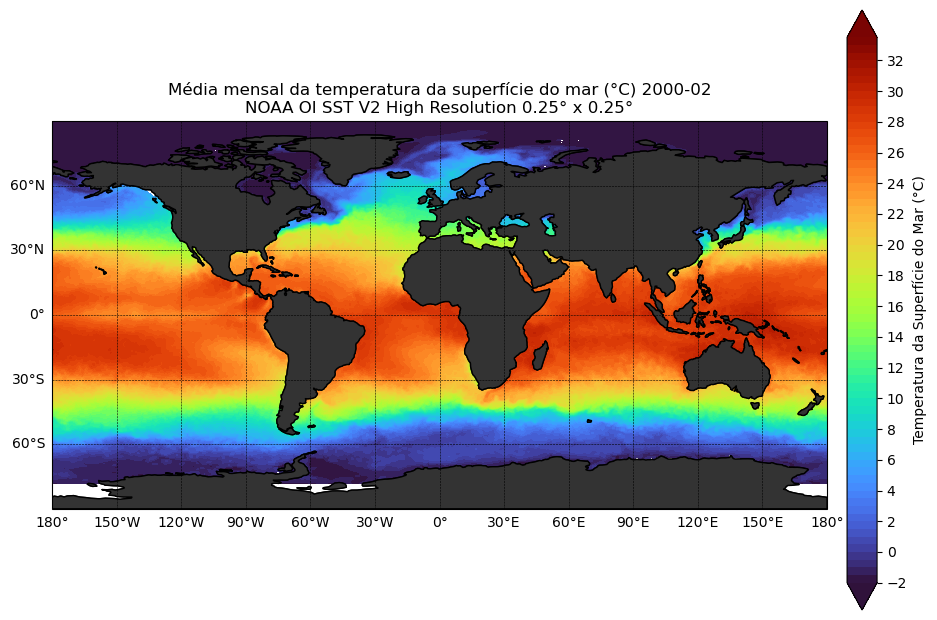 Média mensal da temperatura da superfície do mar (°C) 2000-02
NOAA OI SST V2 High Resolution 0.25° x 0.25°
60°N
30°N
0°
30°S
60°S
180° 150°W 120°W 90°W 60°W 30°W 0° 30°E 60°E 90°E 120°E 150°E 180°
32
30
28
26
24
22
20
18
16
14
12
10
8
6
4
2
0
−2
Temperatura da Superfície do Mar (°C)